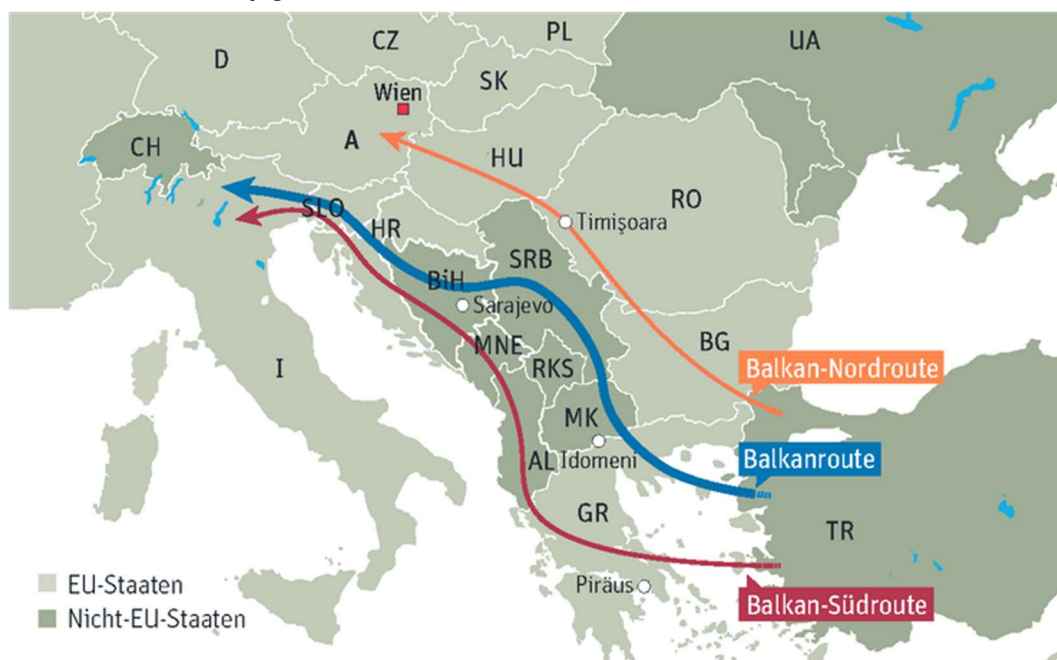 PL
CZ
UA
D
SK
Wien
A
CH
HU
RO
Timişoara
SLO
HR
SRB
BiH
Sarajevo
MNE
BG
RKS
Balkan-Nordroute
I
MK
Balkanroute
AL
Idomeni
GR
TR
EU-Staaten
Piräus
Balkan-Südroute
Nicht-EU-Staaten